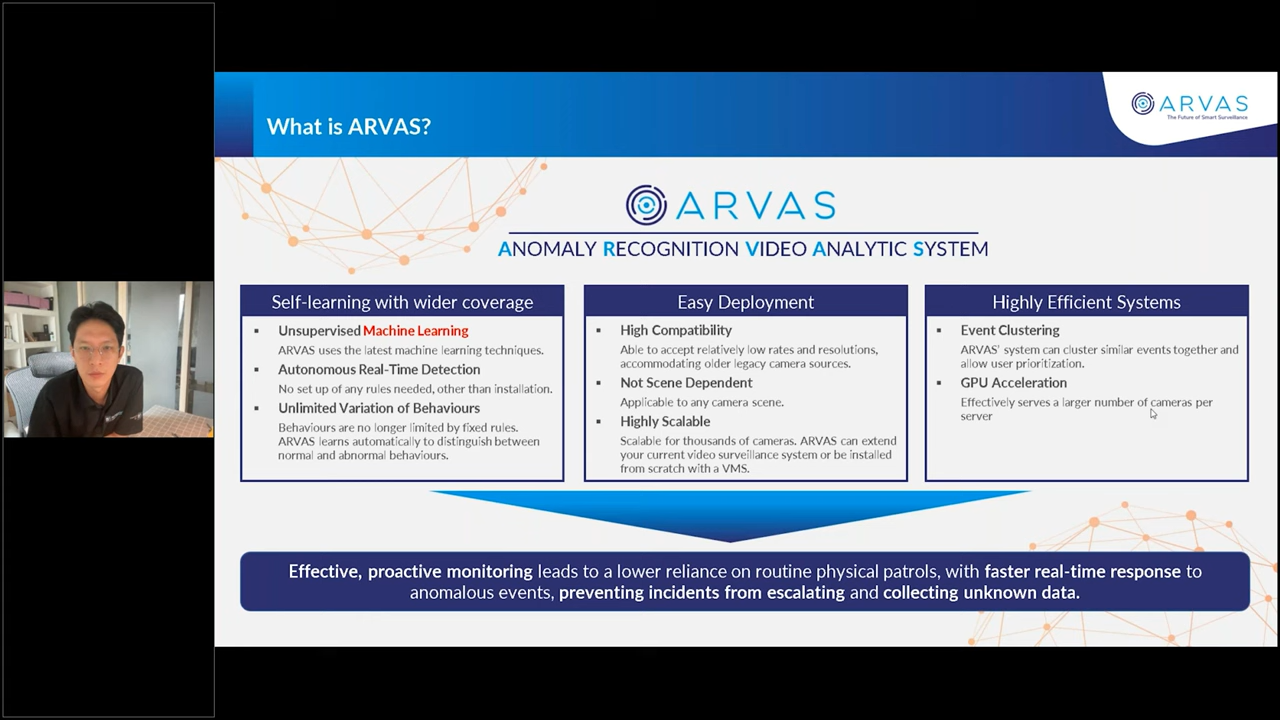 What is ARVAS?
ARVAS
The Future of Smart Surveillance
ARVAS
ANOMALY RECOGNITION VIDEO ANALYTIC SYSTEM
Self-learning with wider coverage
Unsupervised Machine Learning
ARVAS uses the latest machine learning techniques.
Autonomous Real-Time Detection
No set up of any rules needed, other than installation.
Unlimited Variation of Behaviours
Behaviours are no longer limited by fixed rules.
ARVAS learns automatically to distinguish between
normal and abnormal behaviours.
Easy Deployment
High Compatibility
Able to accept relatively low rates and resolutions,
accommodating older legacy camera sources.
Not Scene Dependent
Applicable to any camera scene.
Highly Scalable
Scalable for thousands of cameras. ARVAS can extend
your current video surveillance system or be installed
from scratch with a VMS.
Highly Efficient Systems
Event Clustering
ARVAS' system can cluster similar events together and
allow user prioritization.
GPU Acceleration
Effectively serves a larger number of cameras per
server
Effective, proactive monitoring leads to a lower reliance on routine physical patrols, with faster real-time response to
anomalous events, preventing incidents from escalating and collecting unknown data.